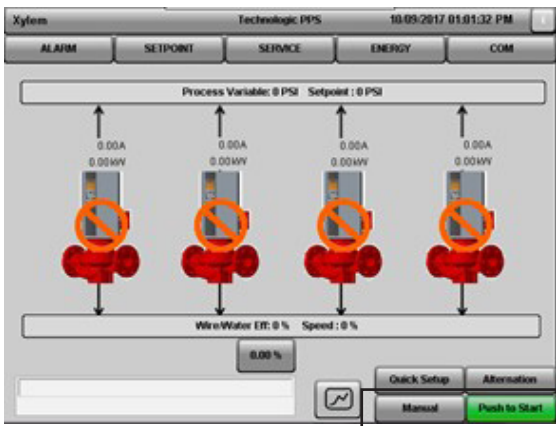 Xylem Technologic PPS 10/09/2017 01:01:32 PM
ALARM SETPOINT SERVICE ENERGY COM
Process Variable: 0 PSI Setpoint : 0 PSI
0.00A 0.00A 0.00A 0.00A
0.00kW 0.00kW 0.00kW 0.00kW
Wire/Water Eff: 0 % Speed : 0 %
0.00 %
Quick Setup Alternation
Manual Push to Start